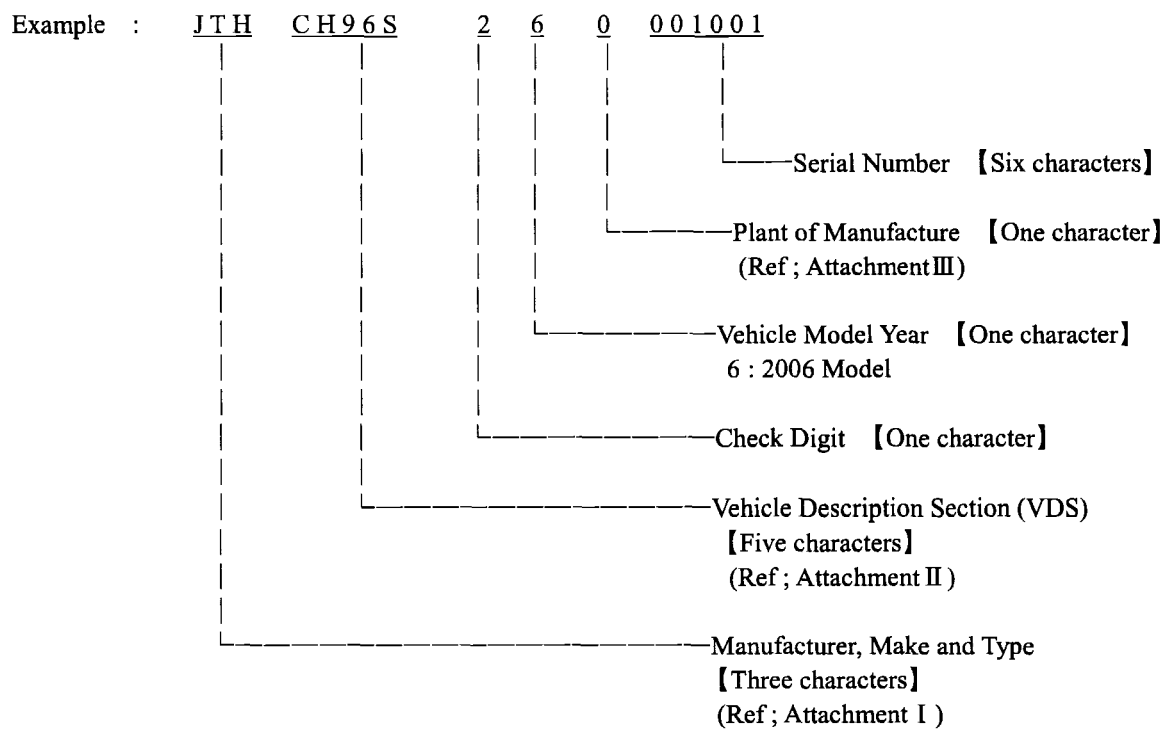 Example : JTH CH96S 2 6 0 001001
Serial Number 【Six characters】
Plant of Manufacture 【One character】
(Ref ; AttachmentⅢ)
Vehicle Model Year 【One character】
6 : 2006 Model
Check Digit 【One character】
Vehicle Description Section (VDS)
【Five characters】
(Ref ; Attachment Ⅱ )
Manufacturer, Make and Type
【Three characters】
(Ref ; Attachment Ⅰ )